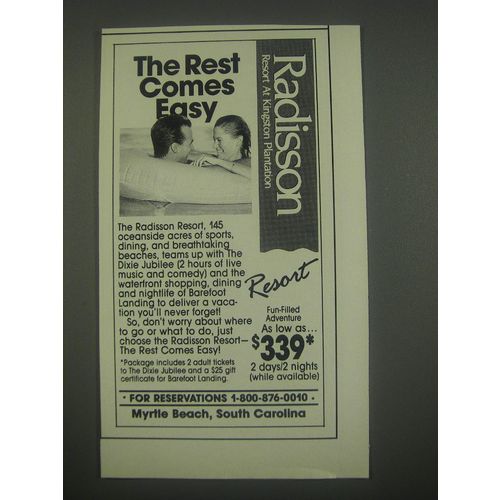 The Rest
Comes
Easy
Radisson
Resort At Kingston Plantation
The Radisson Resort, 145
oceanside acres of sports,
dining, and breathtaking
beaches, teams up with The
Dixie Jubilee (2 hours of live
music and comedy) and the
waterfront shopping, dining
and nightlife of Barefoot
Landing to deliver a vaca-
tion you'll never forget!
So, don't worry about where
to go or what to do, just
choose the Radisson Resort—
The Rest Comes Easy!
*Package includes 2 adult tickets
to The Dixie Jubilee and a $25 gift
certificate for Barefoot Landing.
Resort
Fun-Filled
Adventure
As low as...
$339*
2 days/2 nights
(while available)
· FOR RESERVATIONS 1-800-876-0010 ·
Myrtle Beach, South Carolina